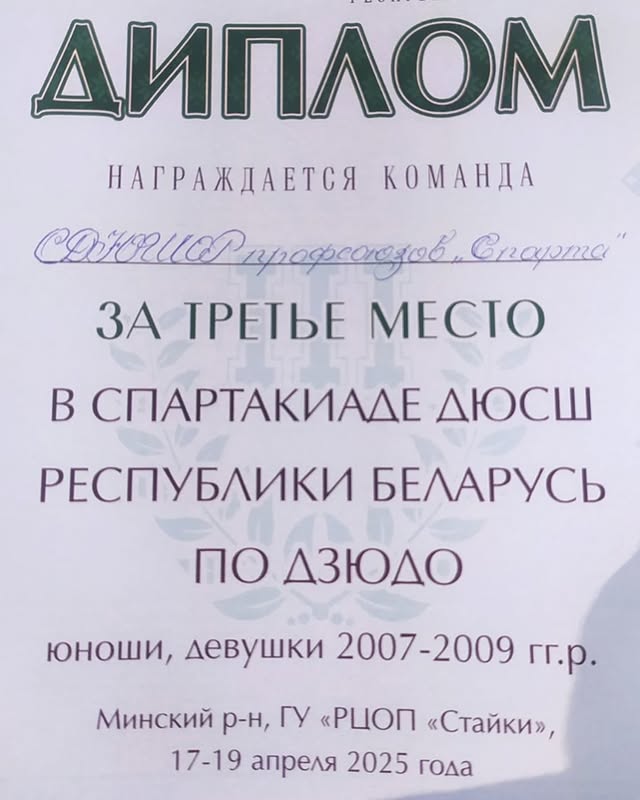 ДИПЛОМ
НАГРАЖДАЕТСЯ КОМАНДА
СДЮШОР профсоюзов „Спарта"
III
ЗА ТРЕТЬЕ МЕСТО
В СПАРТАКИАДЕ ДЮСШ
РЕСПУБЛИКИ БЕЛАРУСЬ
ПО ДЗЮДО
юноши, девушки 2007-2009 гг.р.
Минский р-н, ГУ «РЦОП «Стайки»,
17-19 апреля 2025 года